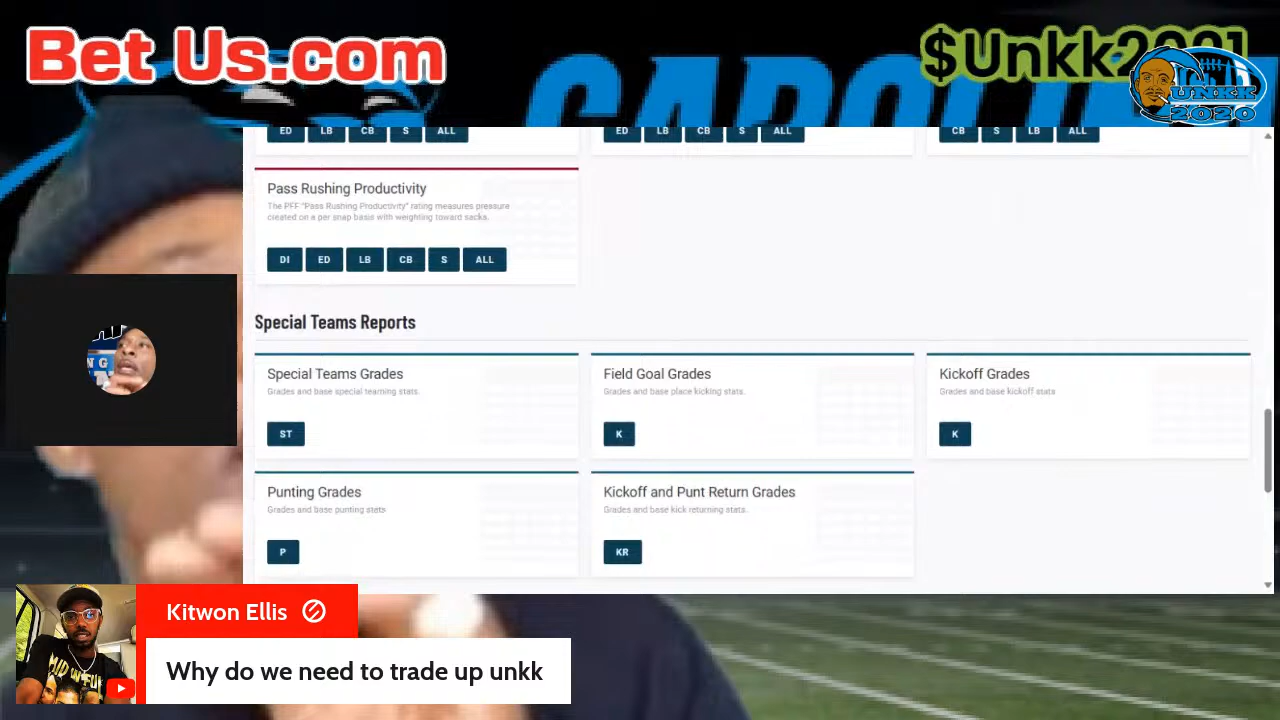 Bet Us.com
$Unkk2021
CAROLI
UNKK
2020
ED LB CB S ALL
ED LB CB S ALL
CB S LB ALL
Pass Rushing Productivity
The PFF "Pass Rushing Productivity" rating measures pressure
created on a per snap basis with weighting toward sacks.
DI ED LB CB S ALL
Special Teams Reports
Special Teams Grades
Grades and base special teaming stats.
ST
Field Goal Grades
Grades and base place kicking stats.
K
Kickoff Grades
Grades and base kickoff stats
K
Punting Grades
Grades and base punting stats
P
Kickoff and Punt Return Grades
Grades and base kick returning stats.
KR
N G
Kitwon Ellis
Why do we need to trade up unkk